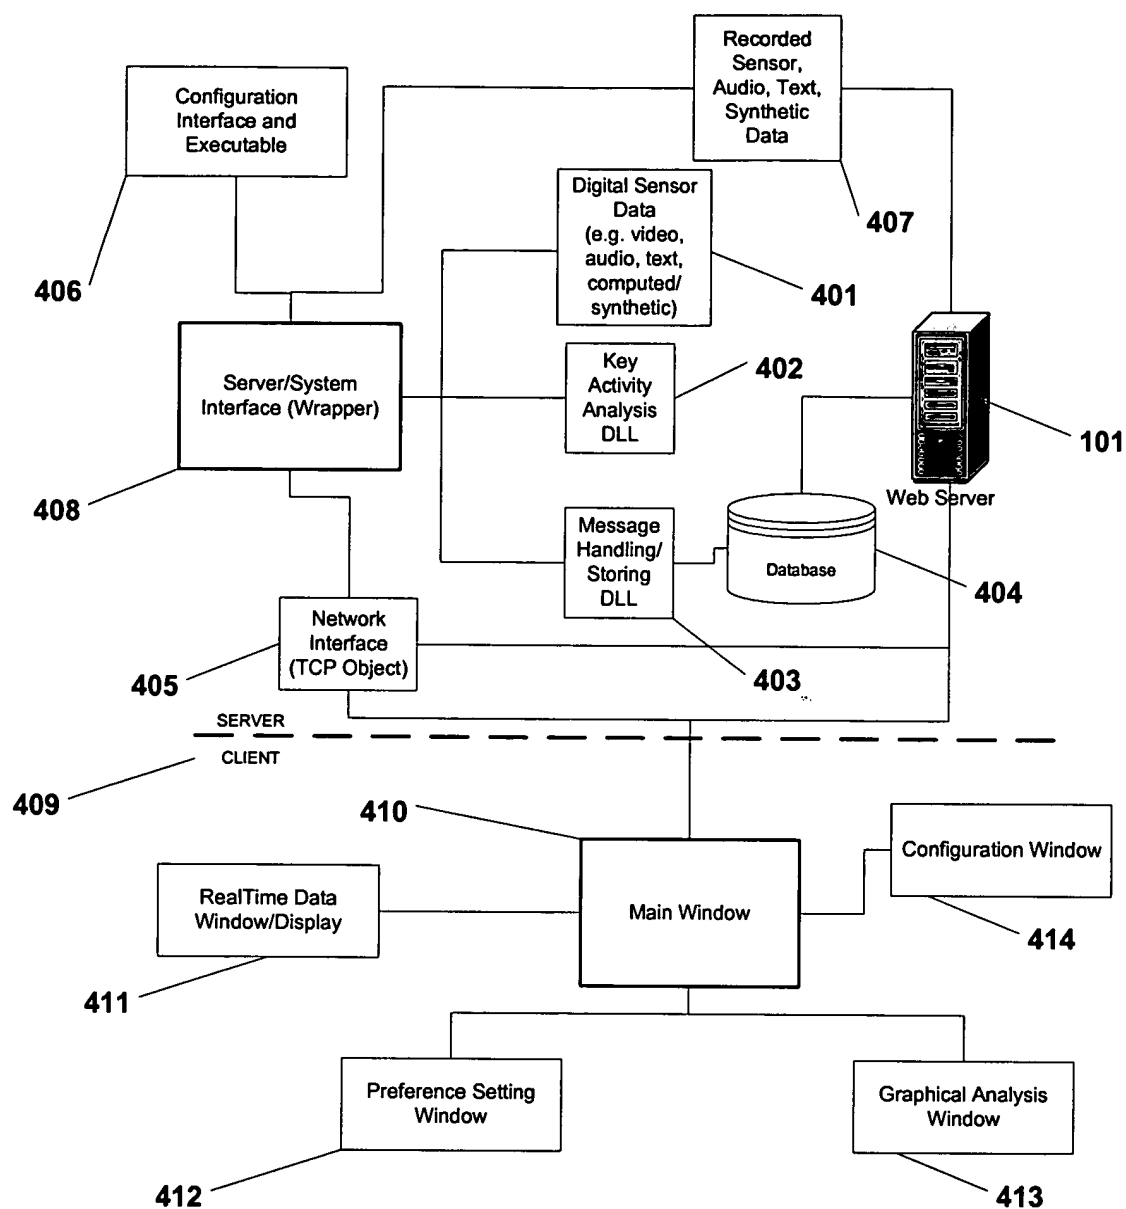 Recorded
Sensor,
Audio, Text,
Synthetic
Data
407
Configuration
Interface and
Executable
406
Digital Sensor
Data
(e.g. video,
audio, text,
computed/
synthetic)
401
Server/System
Interface (Wrapper)
408
Key
Activity
Analysis
DLL
402
101
Web Server
Message
Handling/
Storing
DLL
403
Database
404
Network
Interface
(TCP Object)
405
SERVER
CLIENT
409
410
Main Window
Configuration Window
414
RealTime Data
Window/Display
411
Preference Setting
Window
412
Graphical Analysis
Window
413